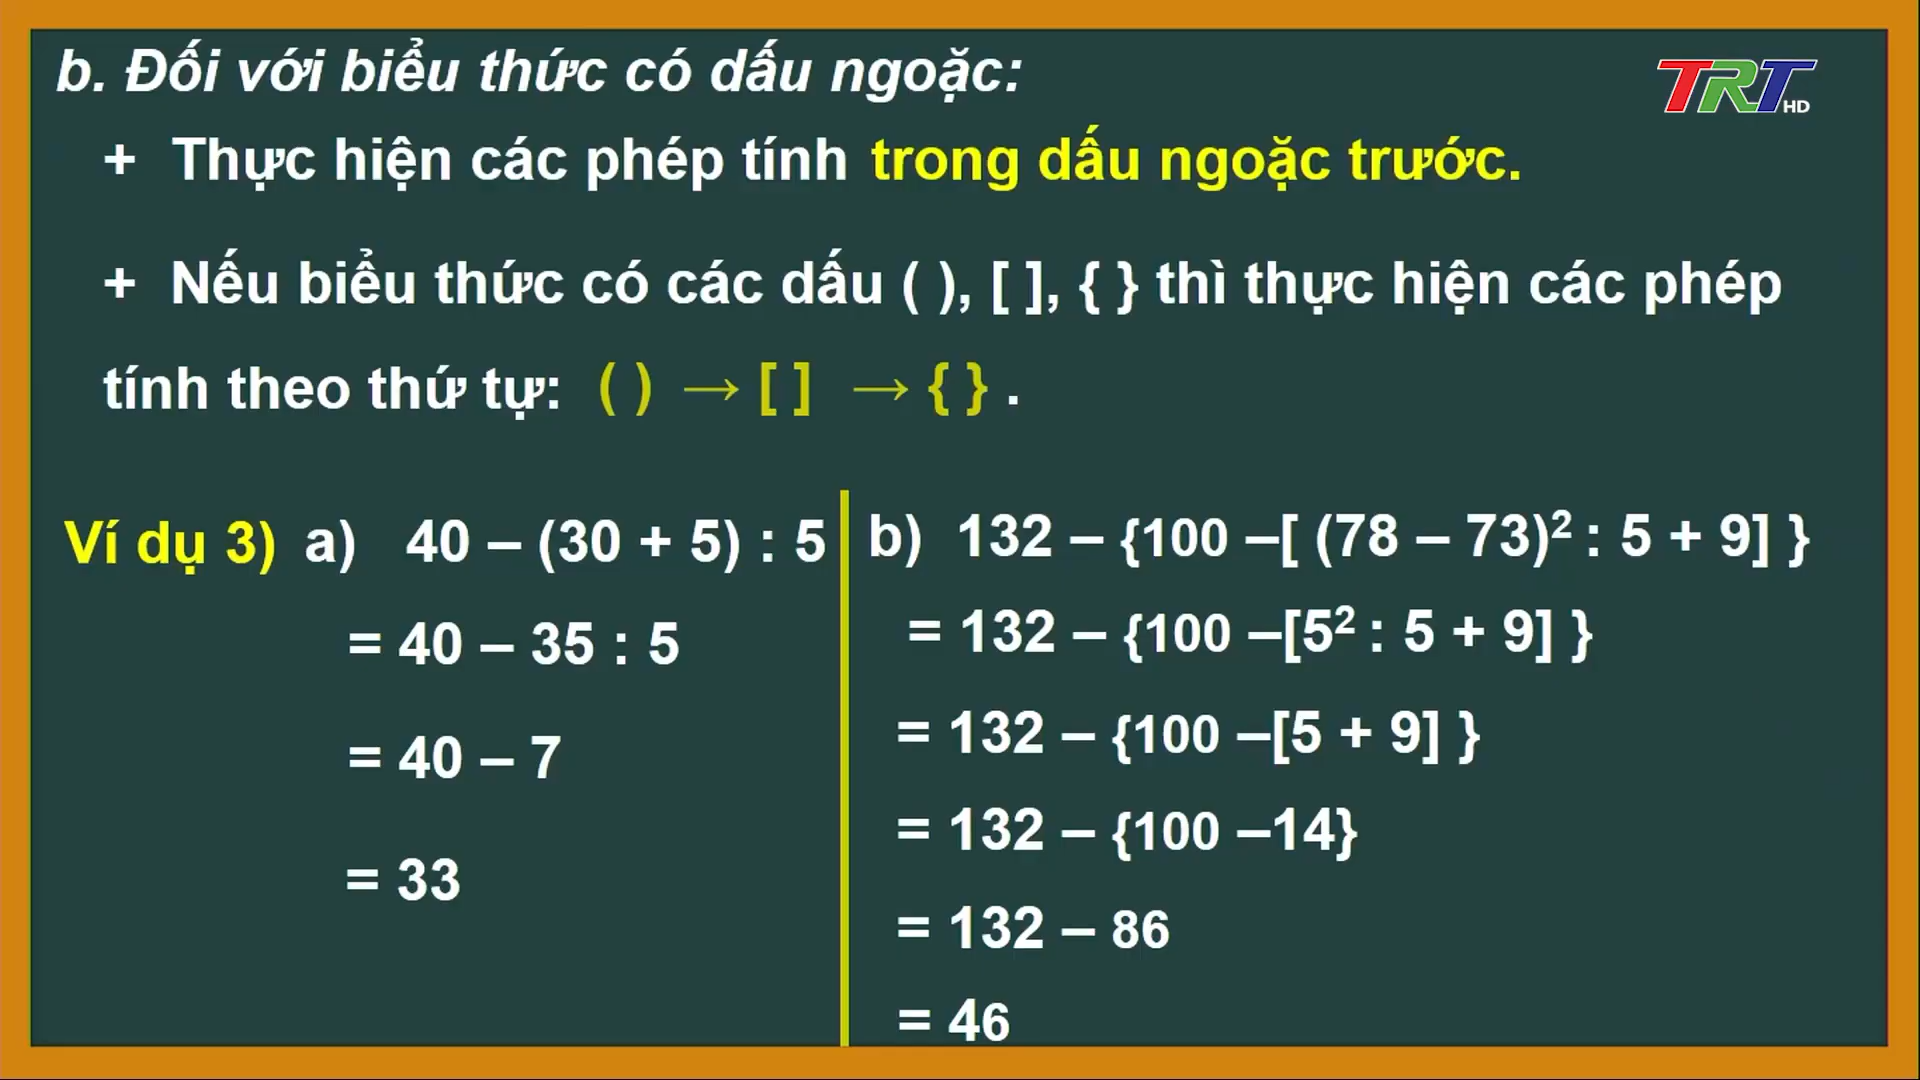 b. Đối với biểu thức có dấu ngoặc:
TRT HD
+ Thực hiện các phép tính trong dấu ngoặc trước.
+ Nếu biểu thức có các dấu ( ), [ ], { } thì thực hiện các phép
tính theo thứ tự: ( ) → [ ] → { } .
Ví dụ 3) a) 40 – (30 + 5) : 5
= 40 – 35 : 5
= 40 – 7
= 33
b) 132 – {100 –[ (78 – 73)² : 5 + 9] }
= 132 – {100 –[5² : 5 + 9] }
= 132 – {100 –[5 + 9] }
= 132 – {100 –14}
= 132 – 86
= 46